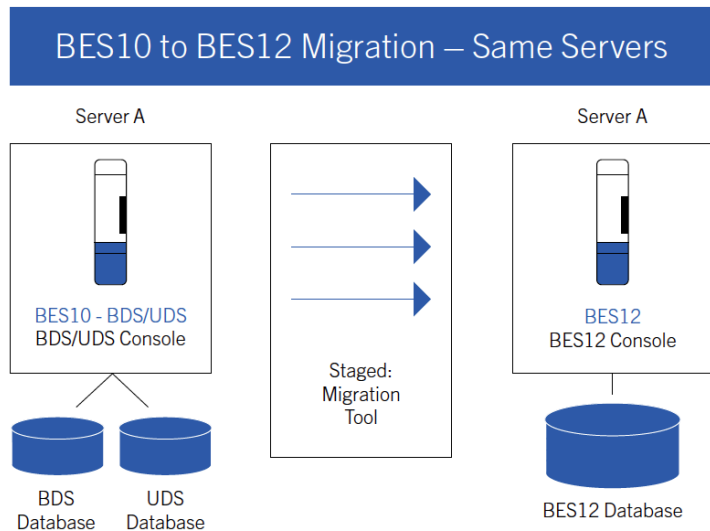 BES10 to BES12 Migration – Same Servers
Server A
BES10 - BDS/UDS
BDS/UDS Console
BDS
Database
UDS
Database
Staged:
Migration
Tool
Server A
BES12
BES12 Console
BES12 Database